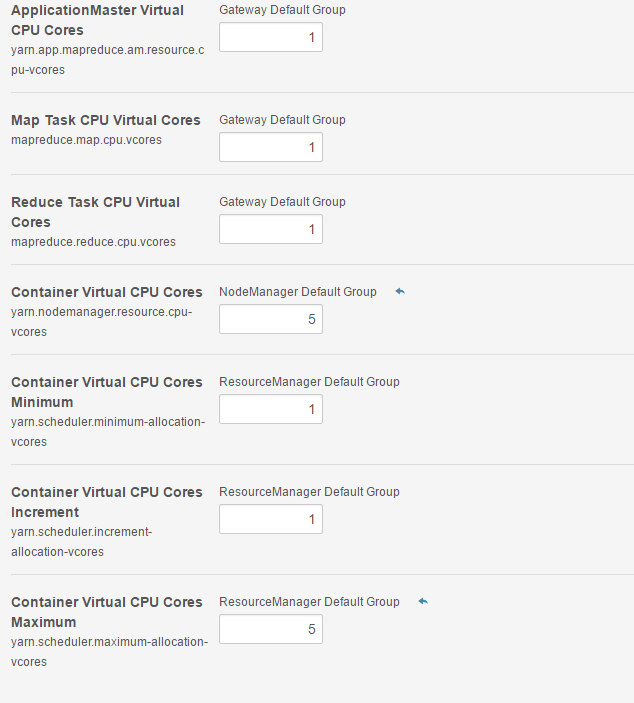 ApplicationMaster Virtual
CPU Cores
yarn.app.mapreduce.am.resource.c
pu-vcores
Gateway Default Group
1
Map Task CPU Virtual Cores
mapreduce.map.cpu.vcores
Gateway Default Group
1
Reduce Task CPU Virtual
Cores
mapreduce.reduce.cpu.vcores
Gateway Default Group
1
Container Virtual CPU Cores
yarn.nodemanager.resource.cpu-
vcores
NodeManager Default Group
5
Container Virtual CPU Cores
Minimum
yarn.scheduler.minimum-allocation-
vcores
ResourceManager Default Group
1
Container Virtual CPU Cores
Increment
yarn.scheduler.increment-
allocation-vcores
ResourceManager Default Group
1
Container Virtual CPU Cores
Maximum
yarn.scheduler.maximum-allocation-
vcores
ResourceManager Default Group
5